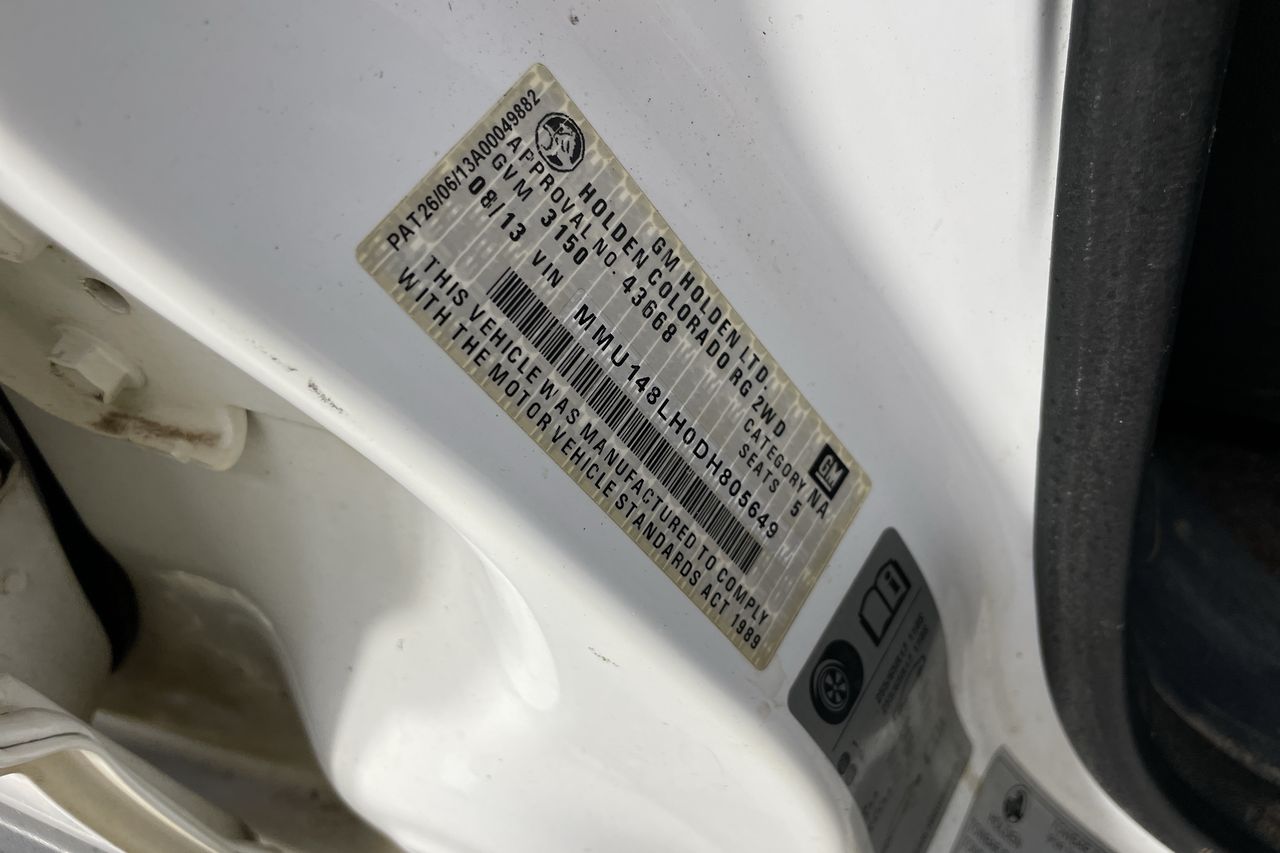 PAT26/06/13A00049882
GM HOLDEN LTD.
HOLDEN COLORADO RG 2WD
APPROVAL NO. 43668 CATEGORY NA
GVM 3150 SEATS 5
08/13 VIN MMU148LH0DH805649
THIS VEHICLE WAS MANUFACTURED TO COMPLY
WITH THE MOTOR VEHICLE STANDARDS ACT 1989
GM
i